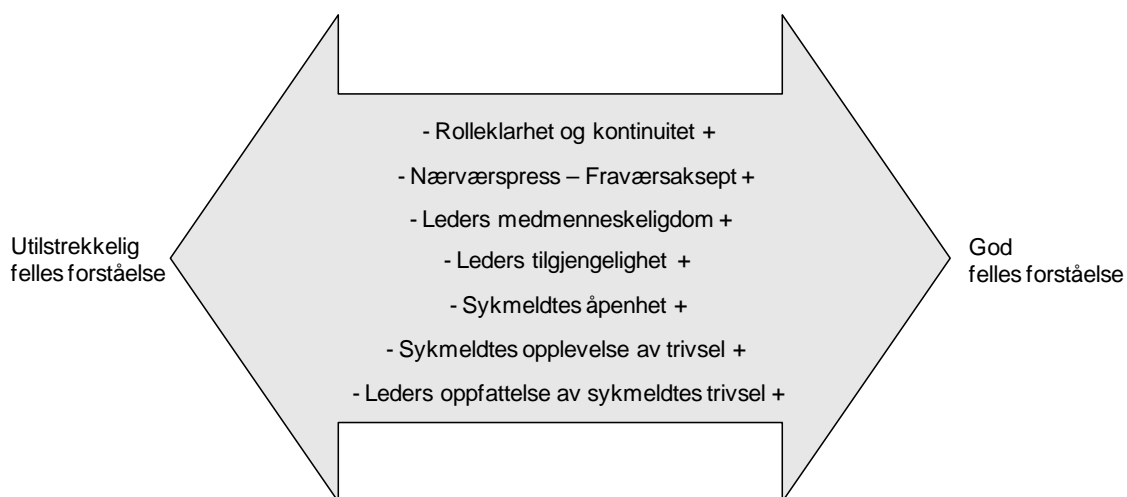 - Rolleklarhet og kontinuitet +
- Nærværspress – Fraværsaksept +
- Leders medmenneskeligdom +
- Leders tilgjengelighet +
- Sykmeldtes åpenhet +
- Sykmeldtes opplevelse av trivsel +
- Leders oppfattelse av sykmeldtes trivsel +
Utilstrekkelig
felles forståelse
God
felles forståelse